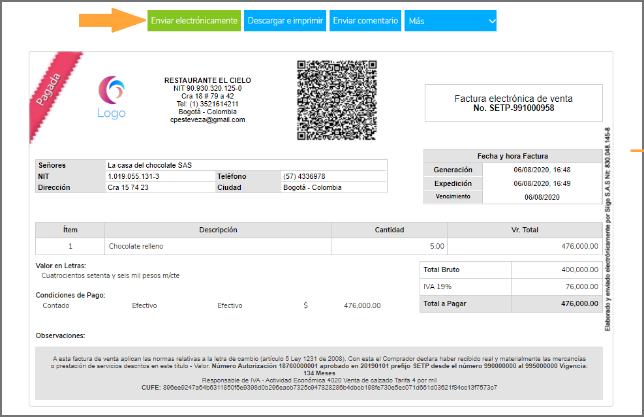 Enviar electrónicamente Descargar e imprimir Enviar comentario Más
Pagada
Logo
RESTAURANTE EL CIELO
NIT 90.930.320.125-0
Cra 18 # 79 a 42
Tel: (1) 3521614211
Bogotá - Colombia
cpesteveza@gmail.com
Factura electrónica de venta
No. SETP-991000958
Señores La casa del chocolate SAS
NIT 1.019.055.131-3 Teléfono (57) 4336978
Dirección Cra 15 74 23 Ciudad Bogotá - Colombia
Fecha y hora Factura
Generación 06/08/2020, 16:48
Expedición 06/08/2020, 16:49
Vencimiento 06/08/2020
Ítem Descripción Cantidad Vr. Total
1 Chocolate relleno 5.00 476,000.00
Valor en Letras:
Cuatrocientos setenta y seis mil pesos m/cte
Condiciones de Pago:
Contado Efectivo Efectivo $ 476,000.00
Total Bruto 400,000.00
IVA 19% 76,000.00
Total a Pagar 476,000.00
Observaciones:
A esta factura de venta aplican las normas relativas a la letra de cambio (artículo 5 Ley 1231 de 2008). Con esta el Comprador declara haber recibido real y materialmente las mercancías
o prestación de servicios descritos en este título - Valor. Número Autorización 18760000001 aprobado en 20190101 prefijo SETP desde el número 990000000 al 995000000 Vigencia:
134 Meses
Responsable de IVA - Actividad Económica 4020 Venta de calzado Tarifa 4 por mil
CUFE:
Elaborado y enviado electrónicamente por Siigo S.A.S Nit: 830.048.145-8